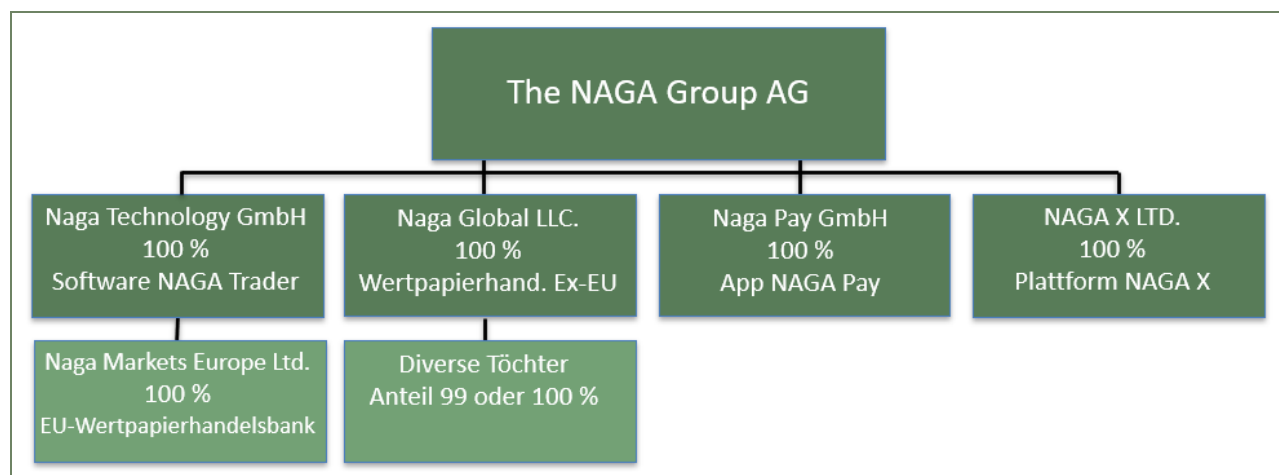 The NAGA Group AG
Naga Technology GmbH
100 %
Software NAGA Trader
Naga Global LLC.
100 %
Wertpapierhand. Ex-EU
Naga Pay GmbH
100 %
App NAGA Pay
NAGA X LTD.
100 %
Plattform NAGA X
Naga Markets Europe Ltd.
100 %
EU-Wertpapierhandelsbank
Diverse Töchter
Anteil 99 oder 100 %